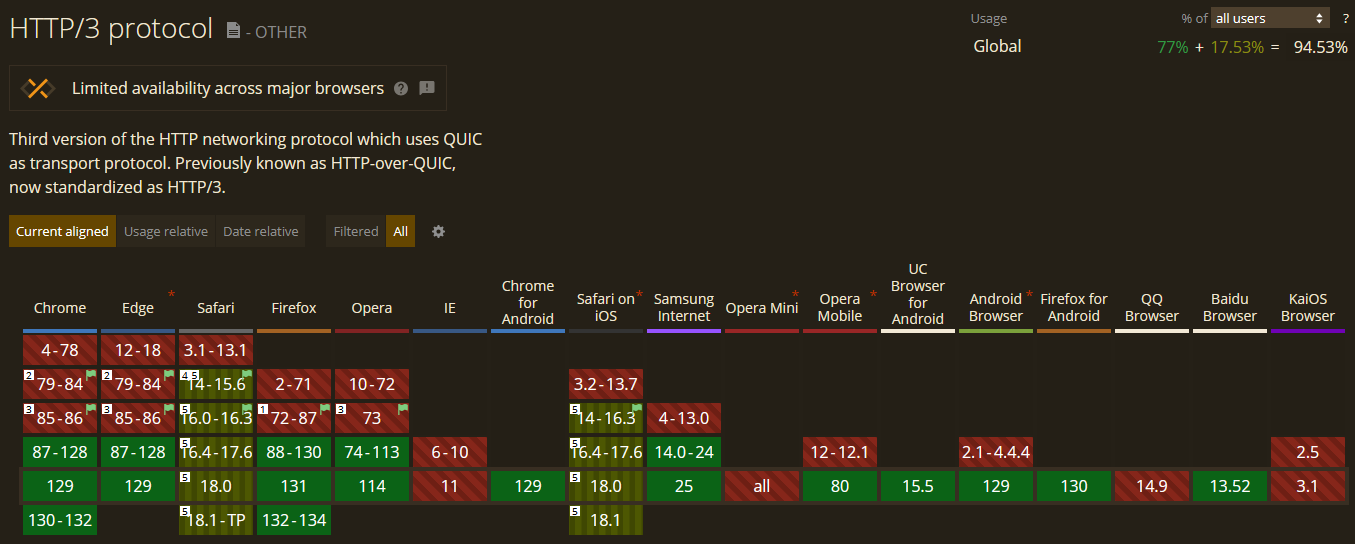 HTTP/3 protocol - OTHER
Usage % of all users ?
Global 77% + 17.53% = 94.53%
Limited availability across major browsers ?
Third version of the HTTP networking protocol which uses QUIC
as transport protocol. Previously known as HTTP-over-QUIC,
now standardized as HTTP/3.
Current aligned Usage relative Date relative Filtered All
Chrome Edge * Safari Firefox Opera IE Chrome for Android Safari on iOS * Samsung Internet Opera Mini * Opera Mobile * UC Browser for Android Android Browser * Firefox for Android QQ Browser Baidu Browser KaiOS Browser
4-78 12-18 3.1-13.1
2 79-84 2 79-84 4 5 14-15.6 2-71 10-72 3.2-13.7
3 85-86 3 85-86 5 16.0-16.3 1 72-87 3 73 5 14-16.3 4-13.0
87-128 87-128 5 16.4-17.6 88-130 74-113 6-10 5 16.4-17.6 14.0-24 12-12.1 2.1-4.4.4 2.5
129 129 5 18.0 131 114 11 129 5 18.0 25 all 80 15.5 129 130 14.9 13.52 3.1
130-132 5 18.1-TP 132-134 5 18.1